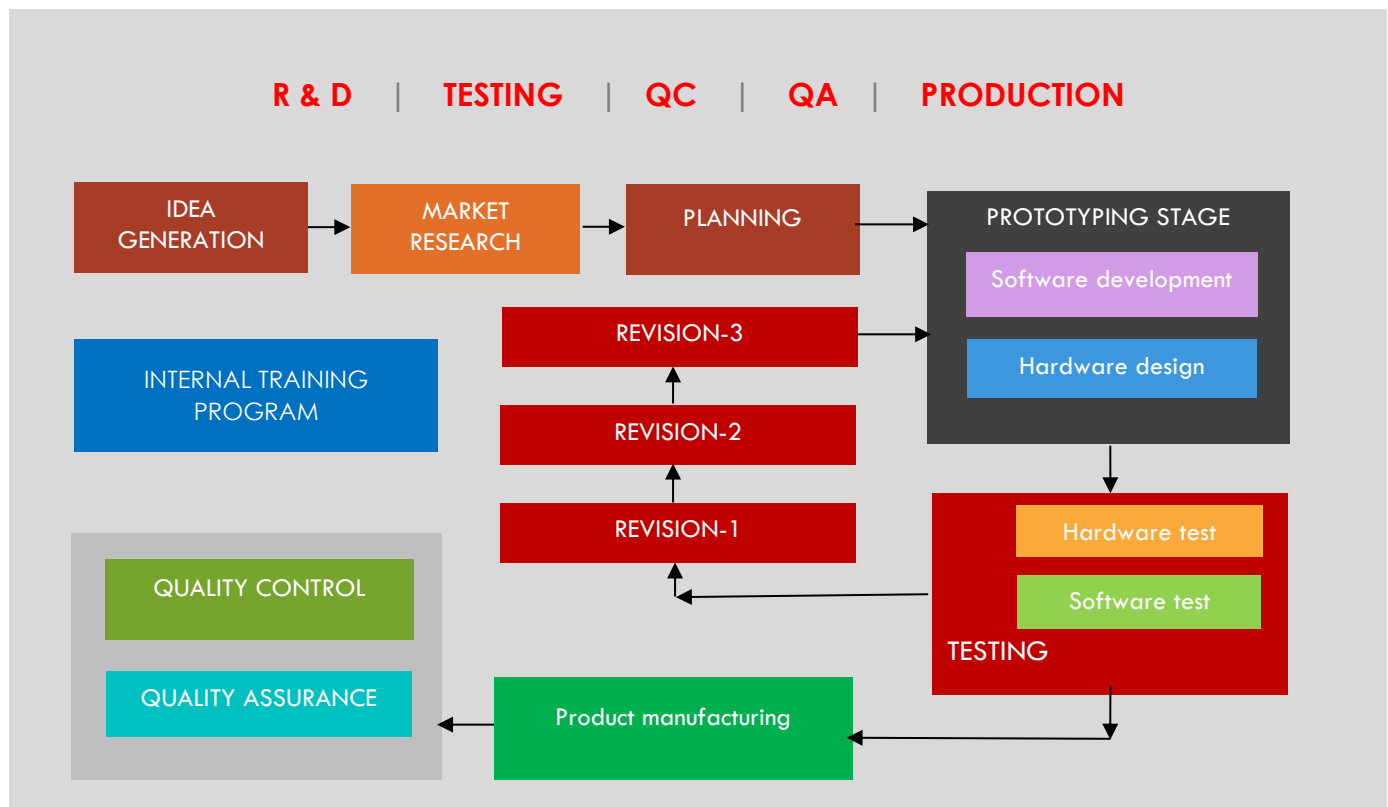 R & D | TESTING | QC | QA | PRODUCTION
IDEA
GENERATION
MARKET
RESEARCH
PLANNING
PROTOTYPING STAGE
Software development
Hardware design
REVISION-3
INTERNAL TRAINING
PROGRAM
REVISION-2
REVISION-1
Hardware test
Software test
TESTING
QUALITY CONTROL
QUALITY ASSURANCE
Product manufacturing